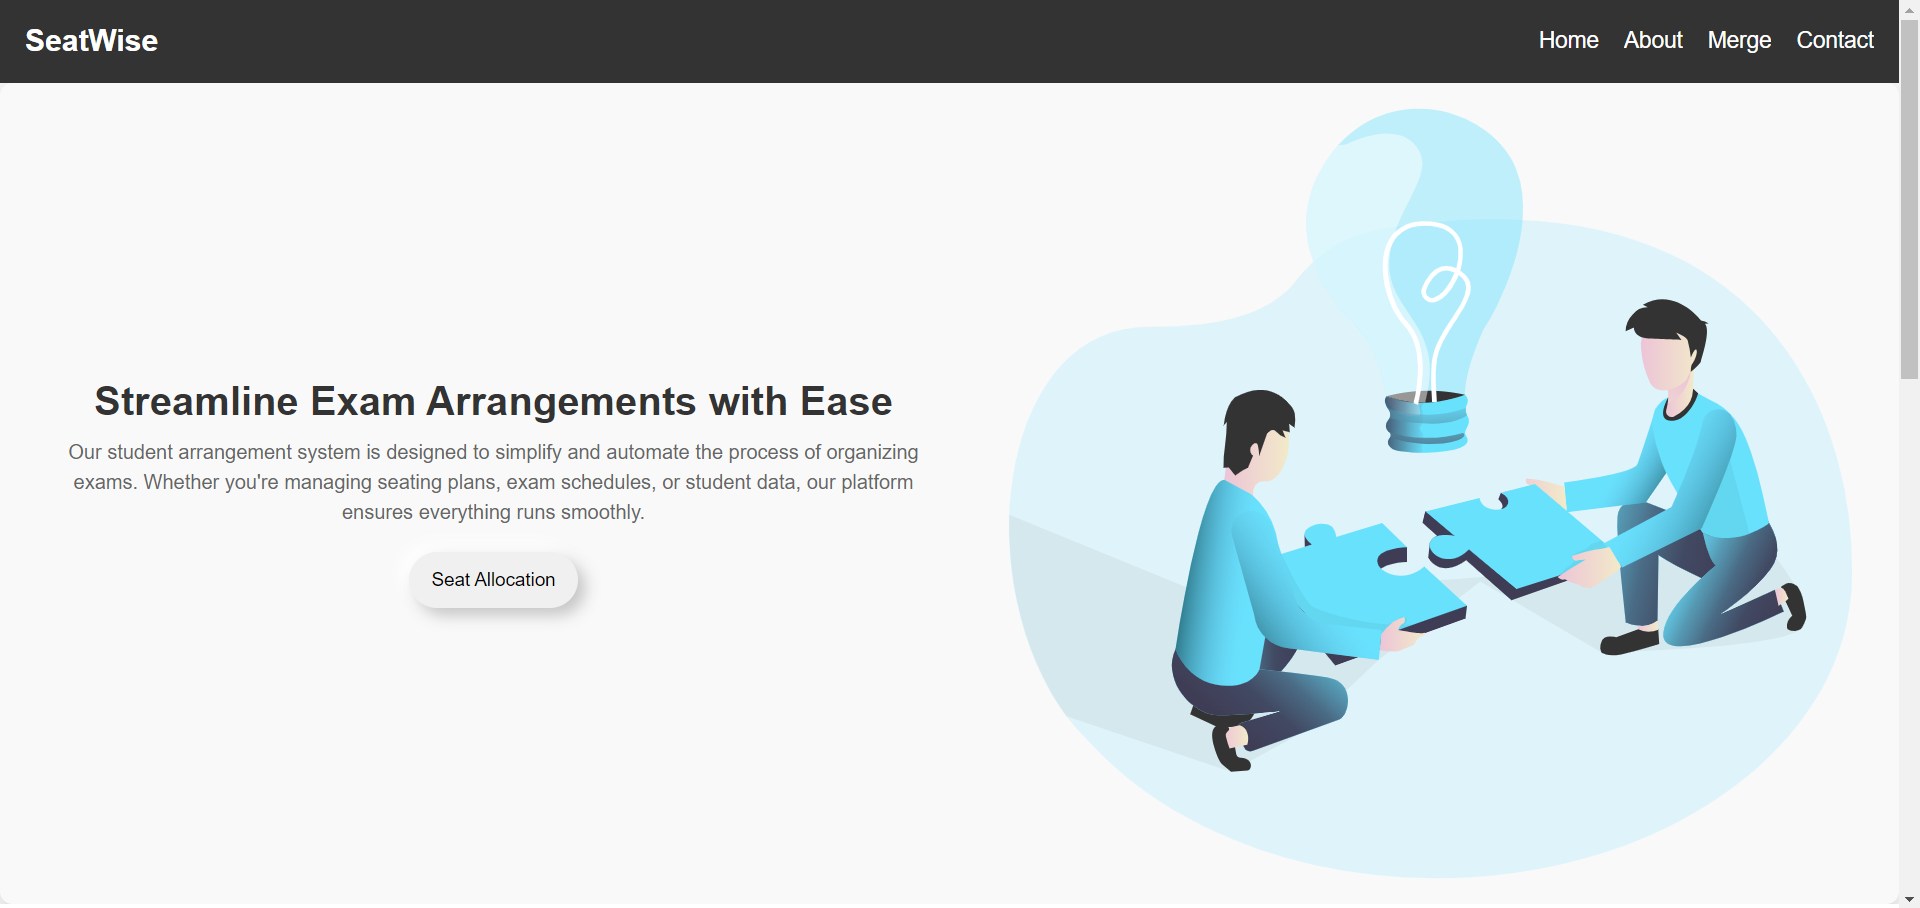 SeatWise
Home About Merge Contact
Streamline Exam Arrangements with Ease
Our student arrangement system is designed to simplify and automate the process of organizing
exams. Whether you're managing seating plans, exam schedules, or student data, our platform
ensures everything runs smoothly.
Seat Allocation